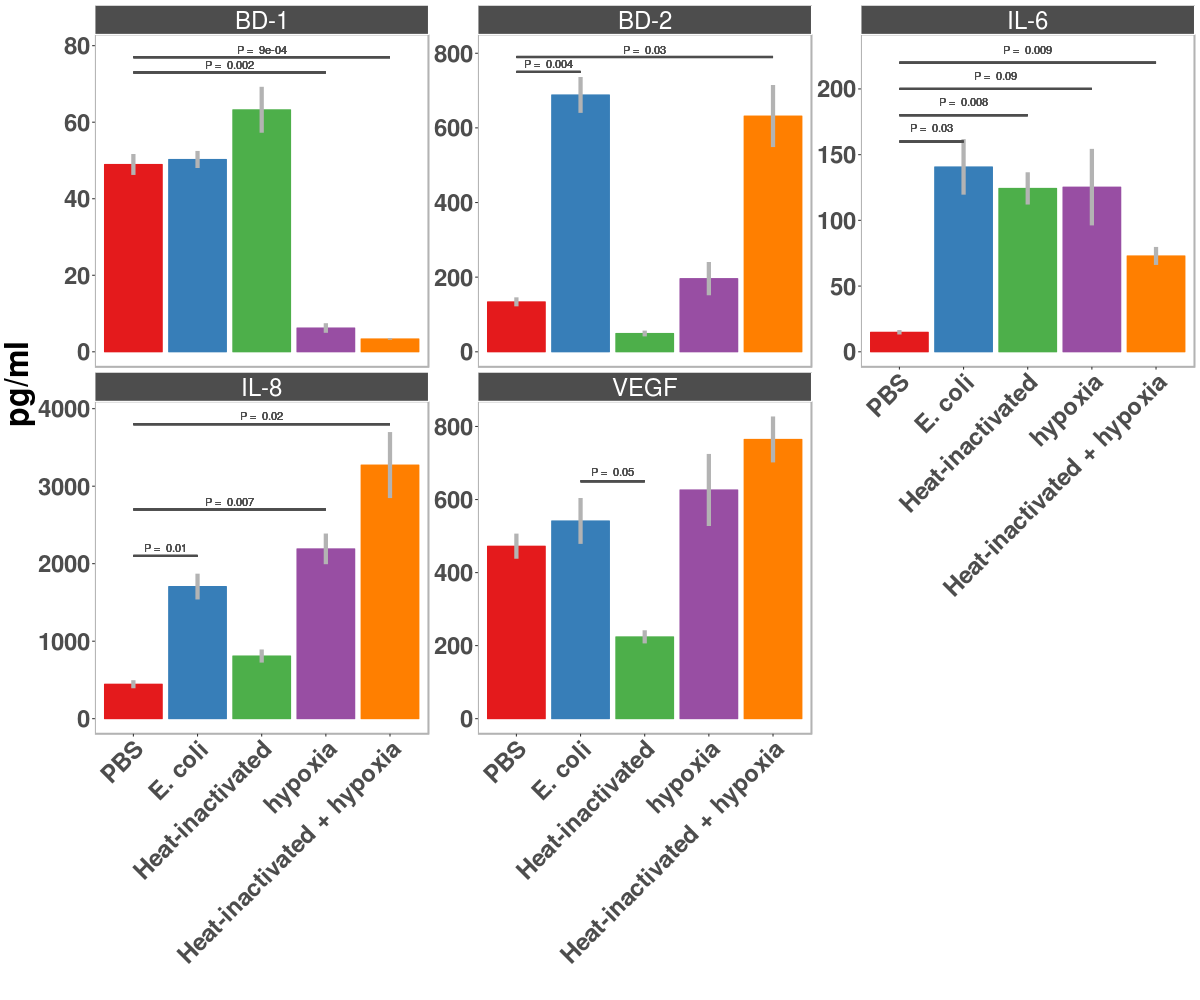 BD-1
BD-2
IL-6
80
60
40
20
0
P = 9e-04
P = 0.002
800
600
400
200
0
P = 0.03
P = 0.004
200
150
100
50
0
P = 0.009
P = 0.09
P = 0.008
P = 0.03
pg/ml
IL-8
VEGF
4000
3000
2000
1000
0
P = 0.02
P = 0.007
P = 0.01
800
600
400
200
0
P = 0.05
PBS
E. coli
Heat-inactivated
hypoxia
Heat-inactivated + hypoxia
PBS
E. coli
Heat-inactivated
hypoxia
Heat-inactivated + hypoxia
PBS
E. coli
Heat-inactivated
hypoxia
Heat-inactivated + hypoxia